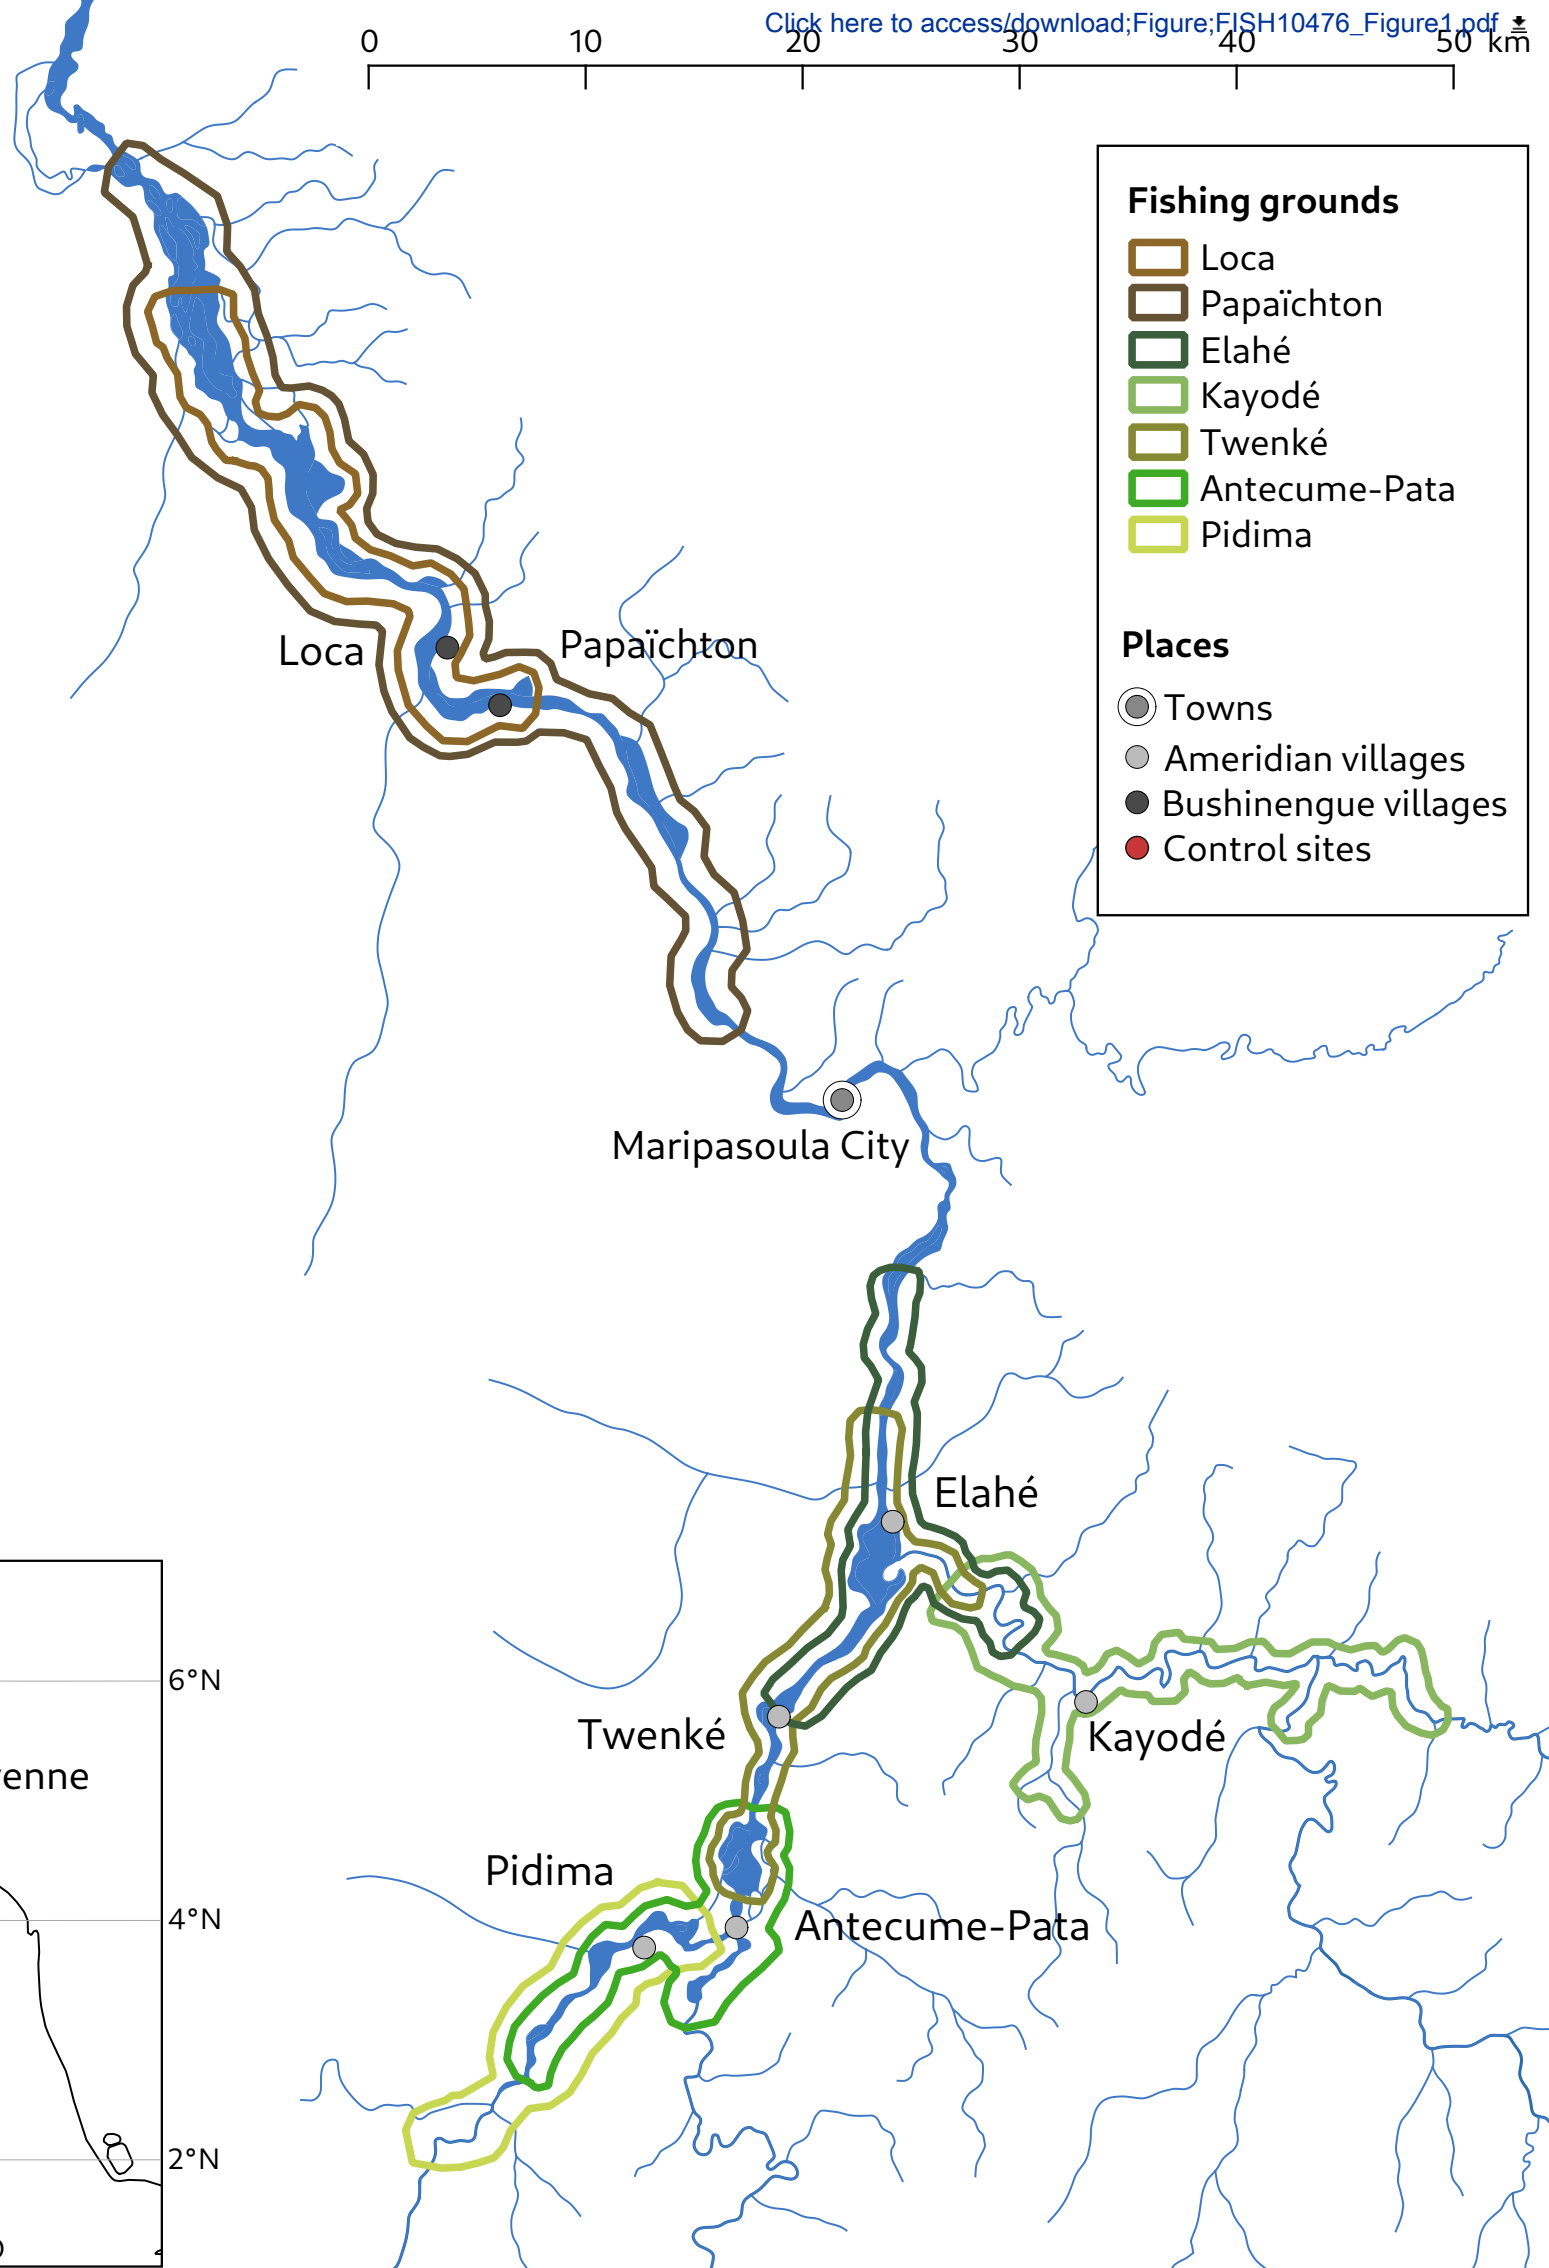 Click here to access/download;Figure;FISH10476_Figure1.pdf
0 10 20 30 40 50 km
Fishing grounds
Loca
Papaïchton
Elahé
Kayodé
Twenké
Antecume-Pata
Pidima
Places
Towns
Ameridian villages
Bushinengue villages
Control sites
Loca
Papaïchton
Maripasoula City
Elahé
Twenké
Kayodé
Pidima
Antecume-Pata
6°N
enne
4°N
2°N